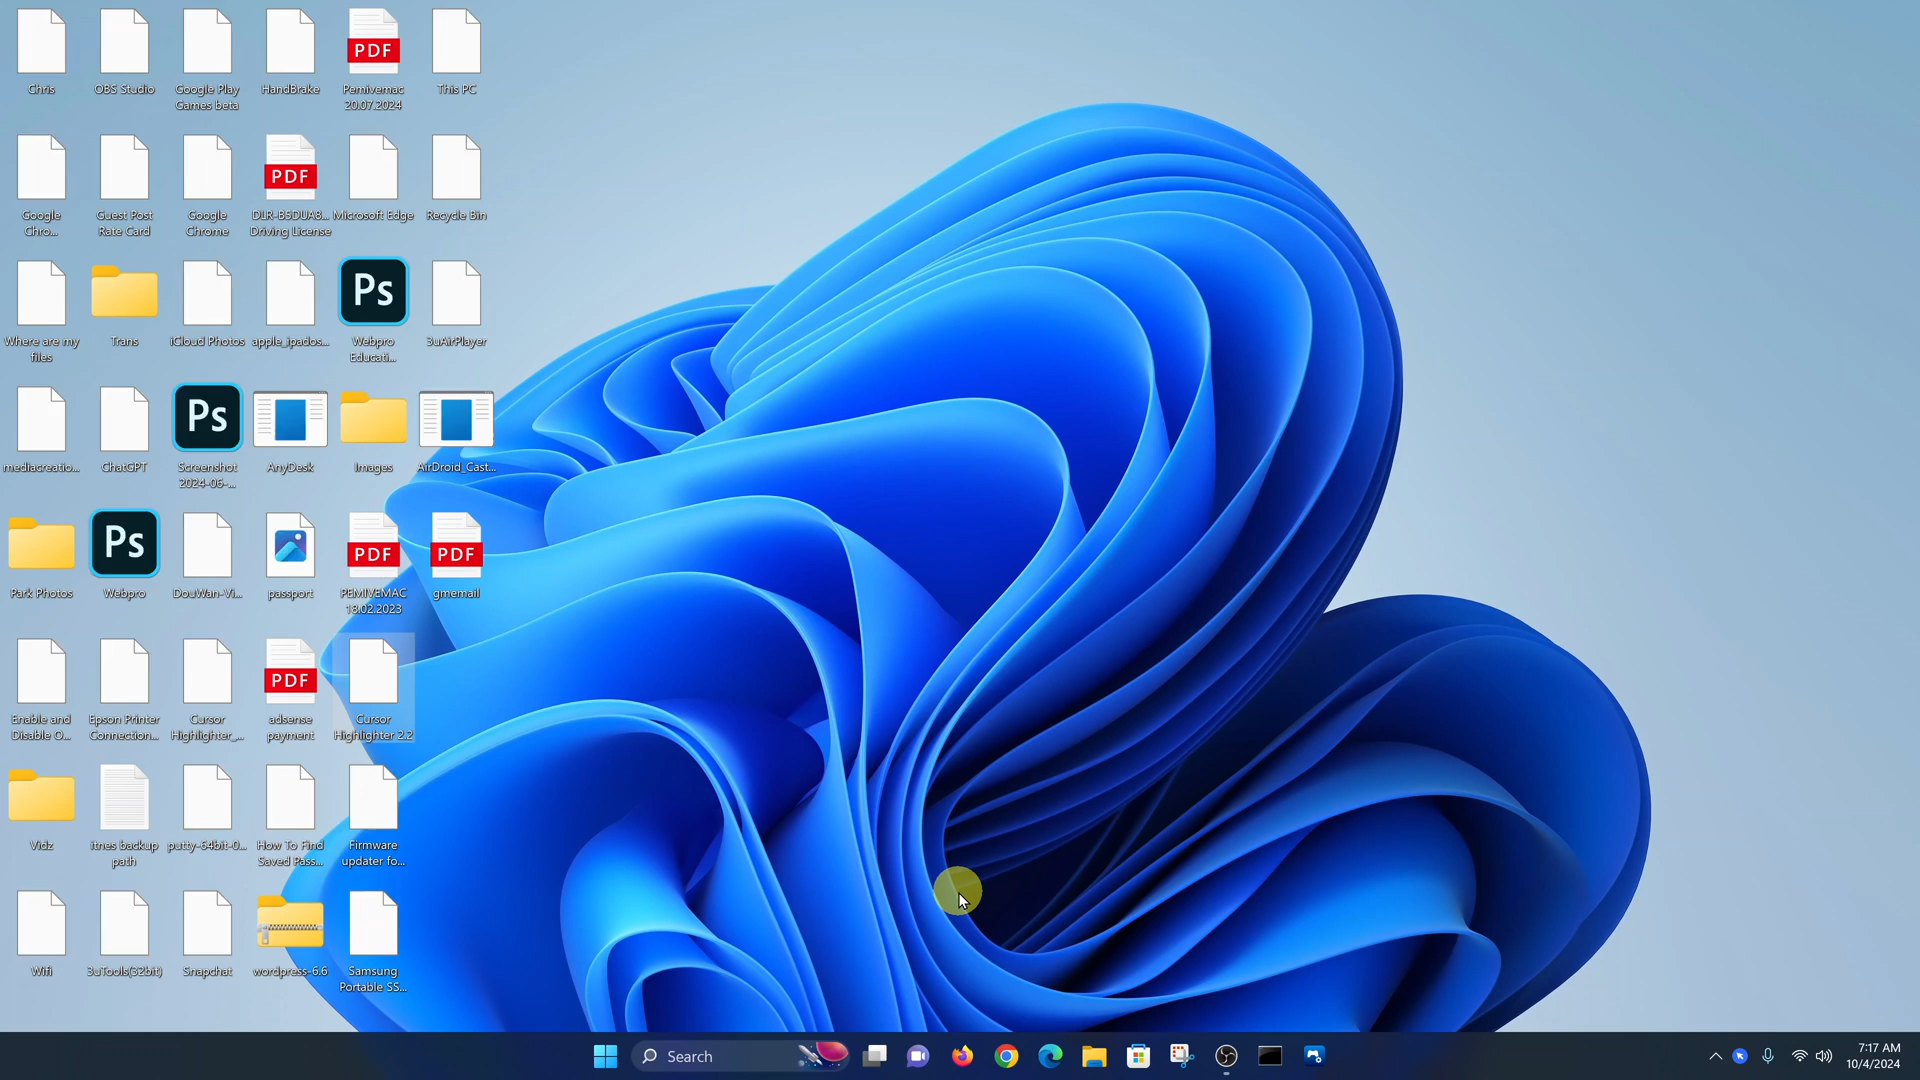 Chris
OBS Studio
Google Play
Games beta
HandBrake
PDF
Pemivemac
20.07.2024
This PC
Google
Chro...
Guest Post
Rate Card
Google
Chrome
PDF
DLR-B5DUA8...
Driving License
Microsoft Edge
Recycle Bin
Where are my
files
Trans
iCloud Photos
apple_ipados...
Ps
Webpro
Educati...
3uAirPlayer
mediacreatio...
ChatGPT
Ps
Screenshot
2024-06-...
AnyDesk
Images
AirDroid_Cast...
Park Photos
Ps
Webpro
DouWan-Vi...
passport
PDF
PEMIVEMAC
18.02.2023
PDF
gmemail
Enable and
Disable O...
Epson Printer
Connection...
Cursor
Highlighter_...
PDF
adsense
payment
Cursor
Highlighter 2.2
Vidz
itnes backup
path
putty-64bit-0...
How To Find
Saved Pass...
Firmware
updater fo...
Wifi
3uTools(32bit)
Snapchat
wordpress-6.6
Samsung
Portable SS...
Search
7:17 AM
10/4/2024